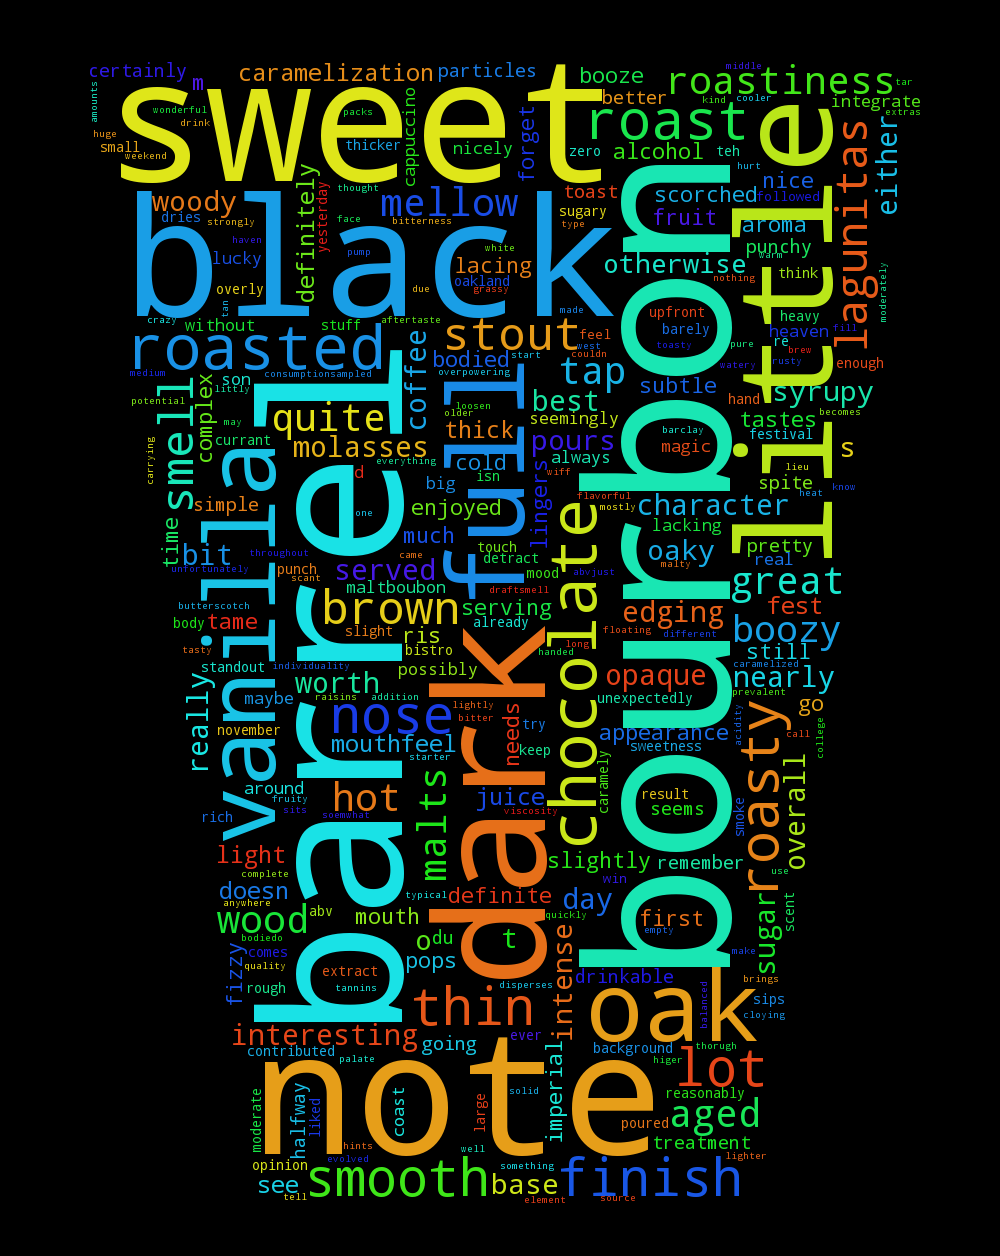 certainly
m
caramelization
particles
booze
middle
roastiness
tar
amounts
sweet
wonderful
drink
packs
cappuccino
forget
better
kind
cooler
integrate
extras
huge
small
weekend
thicker
nicely
zero
roast
alcohol
teh
little
lagunitas
either
woody
dries
strongly
definitely
yesterday
thought
face
mellow
bitterness
toast
sugary
type
scorched
fruit
hurt
nice
followed
aroma
punchy
black
haven
lucky
overly
tan
pump
white
lacing
oakland
grassy
due
made
otherwise
bourbon
nothing
warm
think
moderately
crazy
without
stuff
aftertaste
stout
feel
west
couldn
upfront
barely
pure
heavy
heaven
fill
roasted
medium
consumptionsampled
coffee
bodied
start
overpowering
tap
toasty
re
brew
watery
rusty
enough
son
littly
potential
smell
complex
may
currant
quite
molasses
full
loosen
older
thick
best
seemingly
subtle
hand
syrupy
tastes
becomes
barclay
magic
festival
s
carrying
vanilla
barrel
everything
d
cold
isn
big
pours
always
lingers
wiff
flavorful
mostly
lieu
spite
heat
know
simple
one
enjoyed
chocolate
character
lacking
time
bit
throughout
unfortunately
much
came
touch
detract
mood
abvjust
oaky
malty
pretty
real
punch
scant
served
maltboubon
draftsmell
great
butterscotch
body
tame
brown
serving
already
edging
fest
slight
ris
bistro
floating
different
boozy
tasty
standout
individuality
possibly
dark
handed
long
opaque
still
caramelized
nearly
really
maybe
worth
raisins
addition
lightly
bitter
needs
unexpectedly
prevalent
go
november
nose
mouthfeel
starter
try
keep
appearance
sweetness
acidity
roasty
call
college
around
fruity
sits
soemwhat
hot
malts
juice
viscosity
caramely
result
seems
smoke
overall
rich
light
complete
slightly
remember
use
doesn
anywhere
typical
definite
win
day
first
empty
sugar
scent
wood
bodiedo
abv
mouth
o
du
t
quickly
make
fizzy
comes
quality
rough
extract
tannins
pops
disperses
intense
drinkable
brings
balanced
sips
cloying
thin
oak
interesting
contributed
palate
going
ever
background
thorugh
higer
note
lot
imperial
reasonably
moderate
halfway
liked
coast
large
solid
poured
aged
treatment
hints
evolved
well
lighter
opinion
see
tell
smooth
something
base
element
finish
source